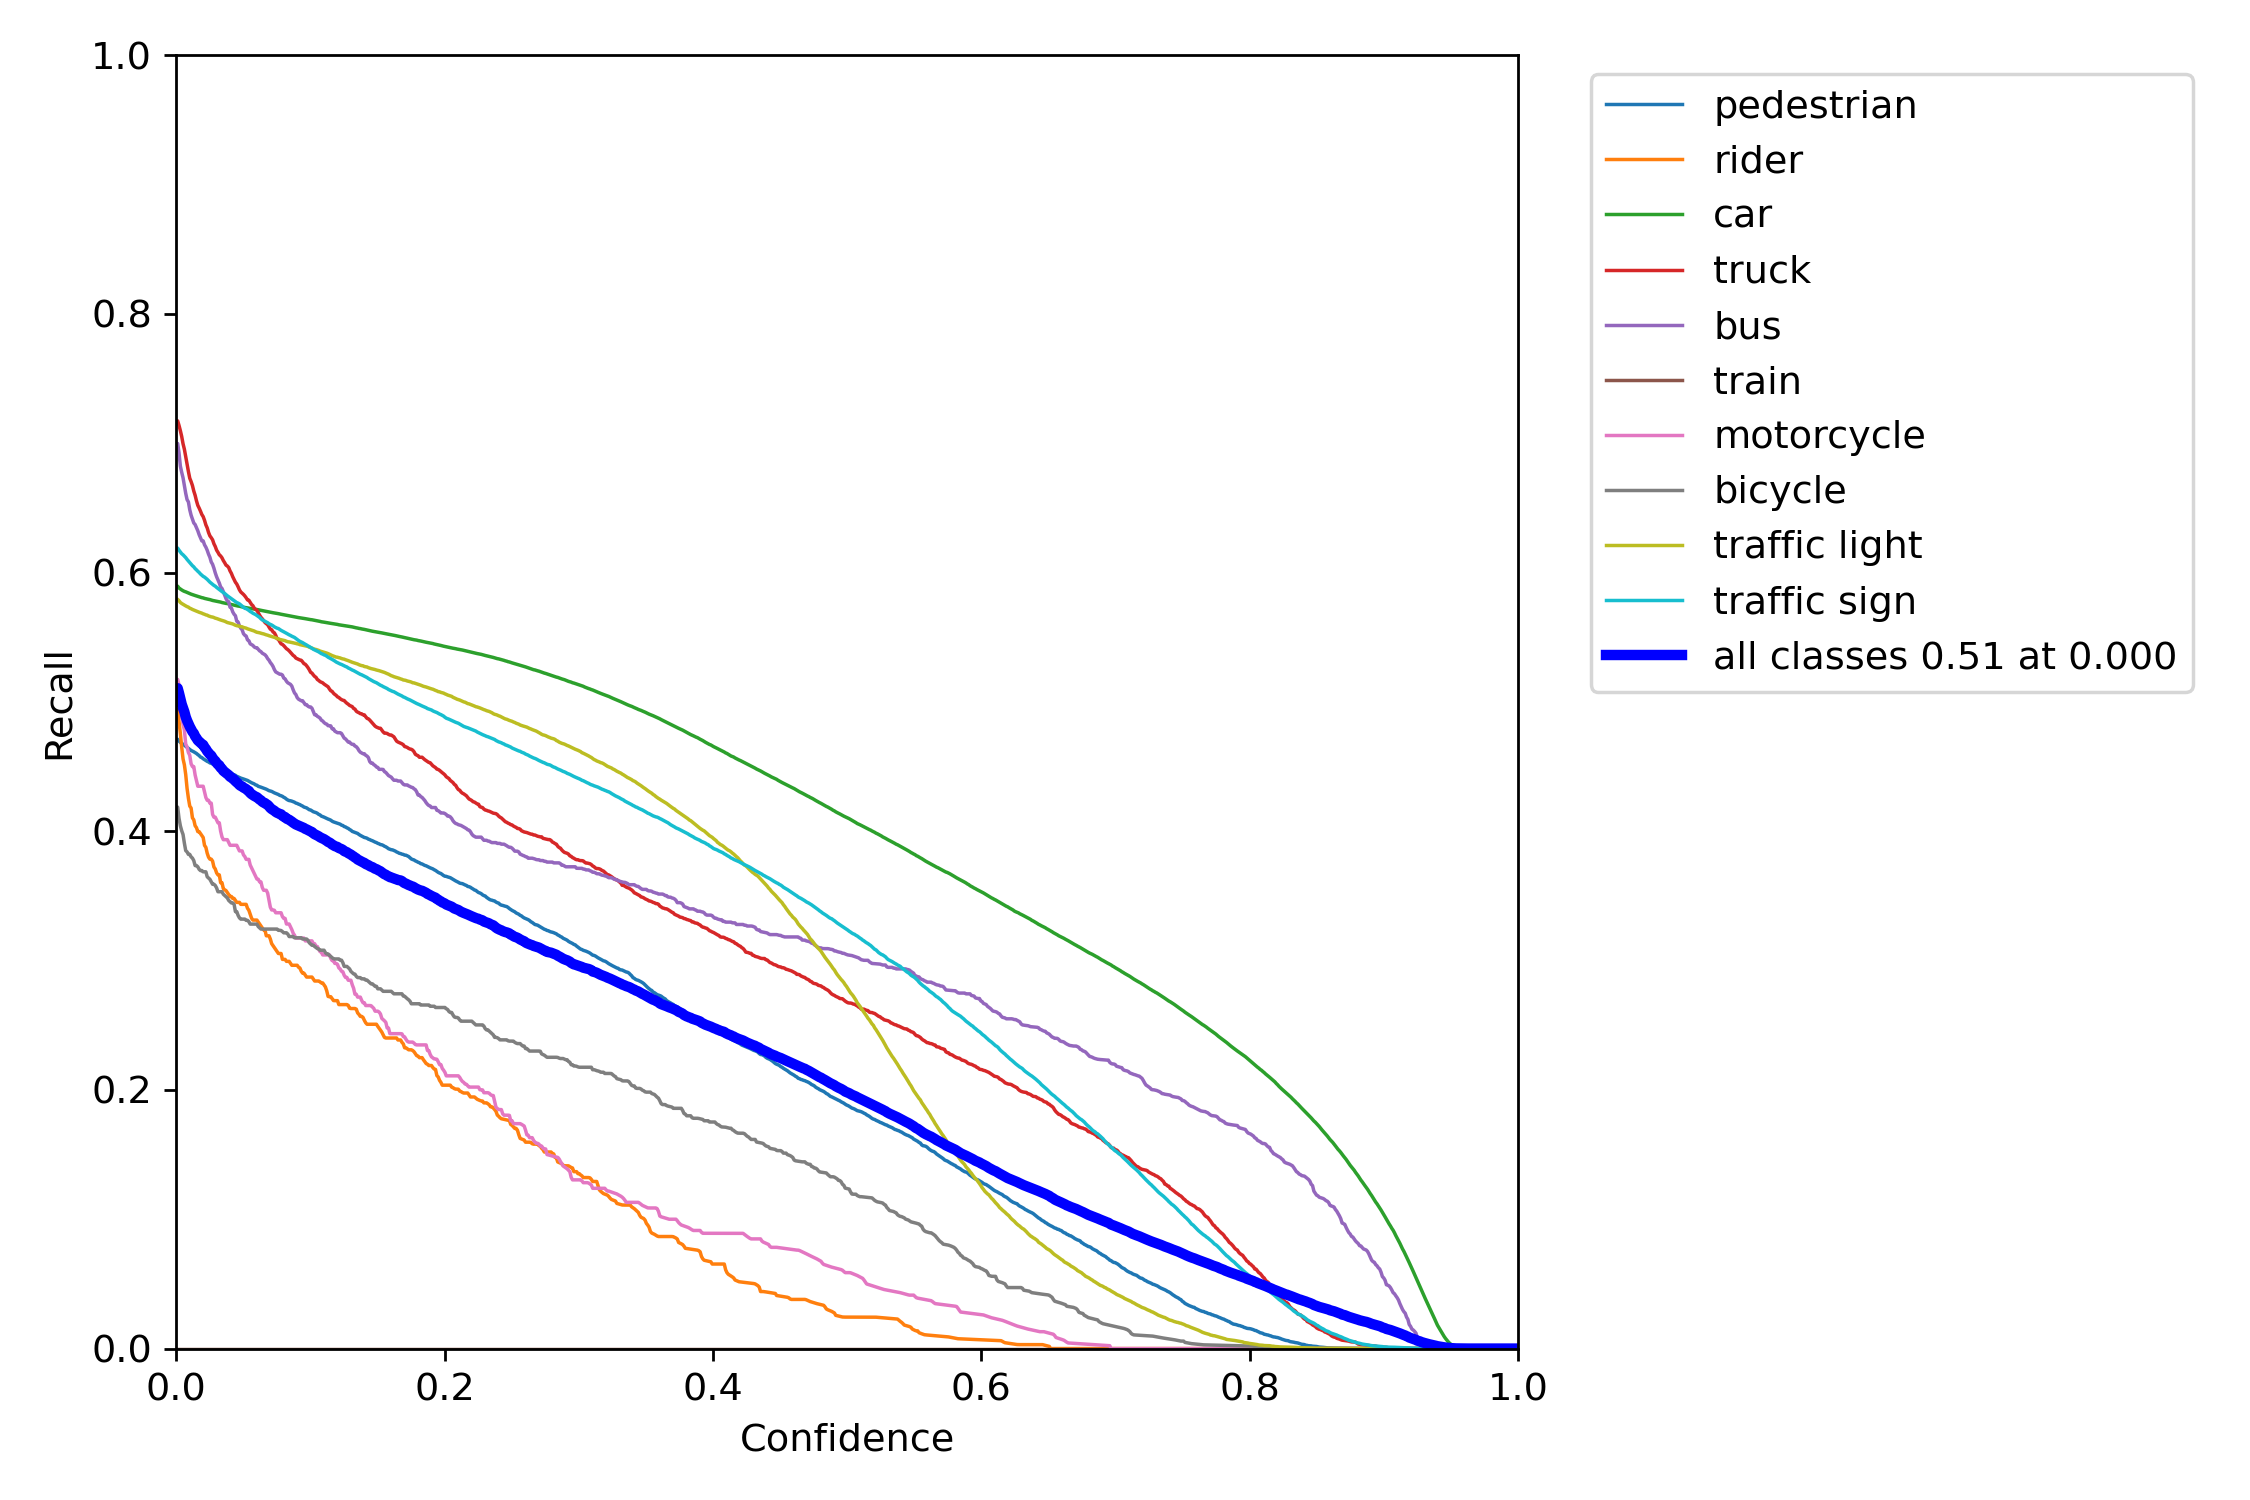 1.0
0.8
0.6
0.4
0.2
0.0
Recall
0.0 0.2 0.4 0.6 0.8 1.0
Confidence
pedestrian
rider
car
truck
bus
train
motorcycle
bicycle
traffic light
traffic sign
all classes 0.51 at 0.000